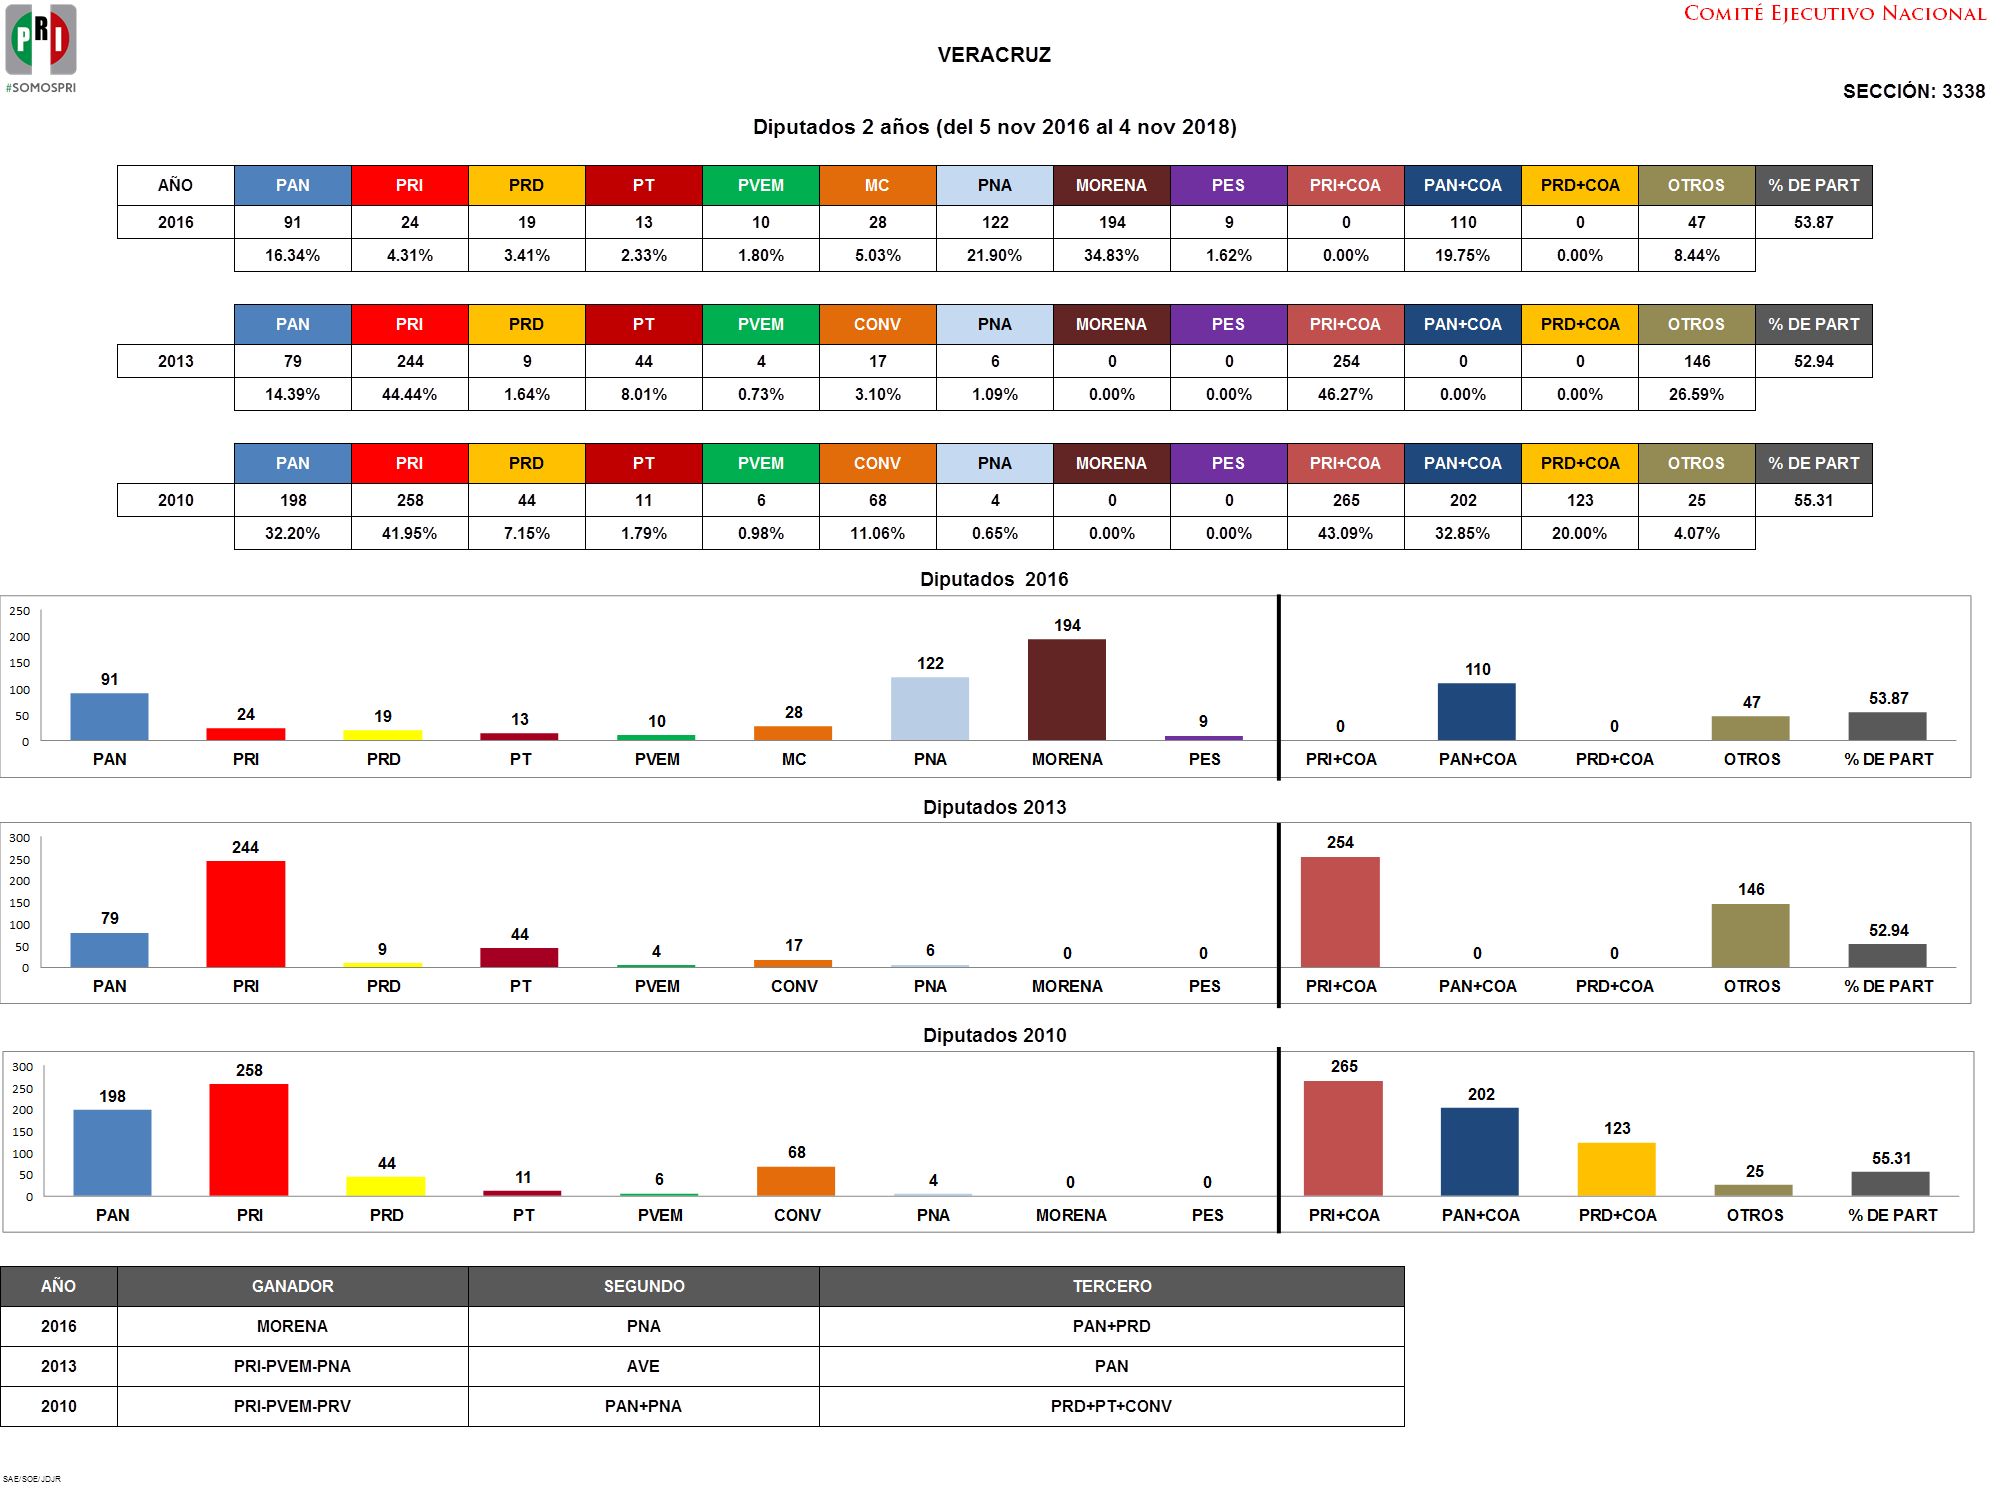 PRI
#SOMOSPRI
COMITÉ EJECUTIVO NACIONAL
VERACRUZ
SECCIÓN: 3338
Diputados 2 años (del 5 nov 2016 al 4 nov 2018)
AÑO PAN PRI PRD PT PVEM MC PNA MORENA PES PRI+COA PAN+COA PRD+COA OTROS % DE PART
2016 91 24 19 13 10 28 122 194 9 0 110 0 47 53.87
16.34% 4.31% 3.41% 2.33% 1.80% 5.03% 21.90% 34.83% 1.62% 0.00% 19.75% 0.00% 8.44%
PAN PRI PRD PT PVEM CONV PNA MORENA PES PRI+COA PAN+COA PRD+COA OTROS % DE PART
2013 79 244 9 44 4 17 6 0 0 254 0 0 146 52.94
14.39% 44.44% 1.64% 8.01% 0.73% 3.10% 1.09% 0.00% 0.00% 46.27% 0.00% 0.00% 26.59%
PAN PRI PRD PT PVEM CONV PNA MORENA PES PRI+COA PAN+COA PRD+COA OTROS % DE PART
2010 198 258 44 11 6 68 4 0 0 265 202 123 25 55.31
32.20% 41.95% 7.15% 1.79% 0.98% 11.06% 0.65% 0.00% 0.00% 43.09% 32.85% 20.00% 4.07%
Diputados 2016
250
200
150
100
50
0
91 24 19 13 10 28 122 194 9 0 110 0 47 53.87
PAN PRI PRD PT PVEM MC PNA MORENA PES PRI+COA PAN+COA PRD+COA OTROS % DE PART
Diputados 2013
300
250
200
150
100
50
0
79 244 9 44 4 17 6 0 0 254 0 0 146 52.94
PAN PRI PRD PT PVEM CONV PNA MORENA PES PRI+COA PAN+COA PRD+COA OTROS % DE PART
Diputados 2010
300
250
200
150
100
50
0
198 258 44 11 6 68 4 0 0 265 202 123 25 55.31
PAN PRI PRD PT PVEM CONV PNA MORENA PES PRI+COA PAN+COA PRD+COA OTROS % DE PART
AÑO GANADOR SEGUNDO TERCERO
2016 MORENA PNA PAN+PRD
2013 PRI-PVEM-PNA AVE PAN
2010 PRI-PVEM-PRV PAN+PNA PRD+PT+CONV
SAE/SOE/JDJR